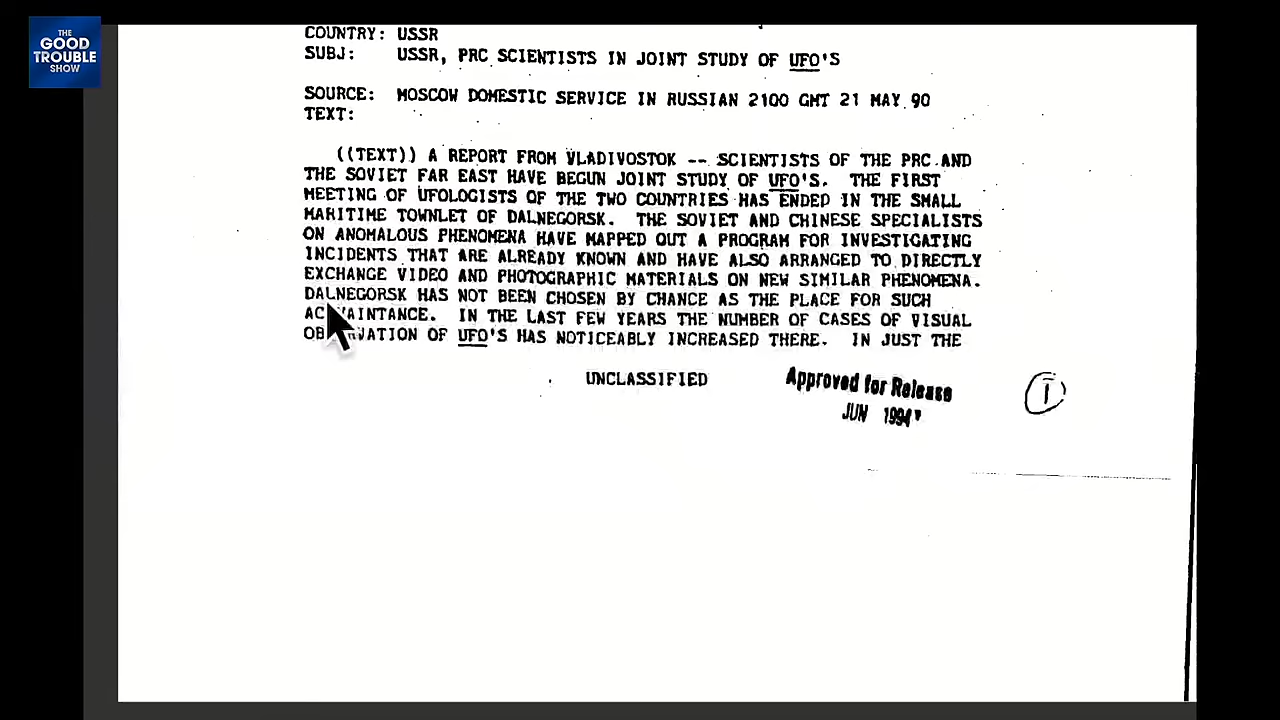 THE
GOOD
TROUBLE
SHOW
COUNTRY: USSR
SUBJ: USSR, PRC SCIENTISTS IN JOINT STUDY OF UFO'S
SOURCE: MOSCOW DOMESTIC SERVICE IN RUSSIAN 2100 GMT 21 MAY 90
TEXT:
((TEXT)) A REPORT FROM VLADIVOSTOK -- SCIENTISTS OF THE PRC AND
THE SOVIET FAR EAST HAVE BEGUN JOINT STUDY OF UFO'S. THE FIRST
MEETING OF UFOLOGISTS OF THE TWO COUNTRIES HAS ENDED IN THE SMALL
MARITIME TOWNLET OF DALNEGORSK. THE SOVIET AND CHINESE SPECIALISTS
ON ANOMALOUS PHENOMENA HAVE MAPPED OUT A PROGRAM FOR INVESTIGATING
INCIDENTS THAT ARE ALREADY KNOWN AND HAVE ALSO ARRANGED TO DIRECTLY
EXCHANGE VIDEO AND PHOTOGRAPHIC MATERIALS ON NEW SIMILAR PHENOMENA.
DALNEGORSK HAS NOT BEEN CHOSEN BY CHANCE AS THE PLACE FOR SUCH
IN THE LAST FEW YEARS THE NUMBER OF CASES OF VISUAL
OF UFO'S HAS NOTICEABLY INCREASED THERE. IN JUST THE
UNCLASSIFIED
Approved for Release
JUN 1994
1